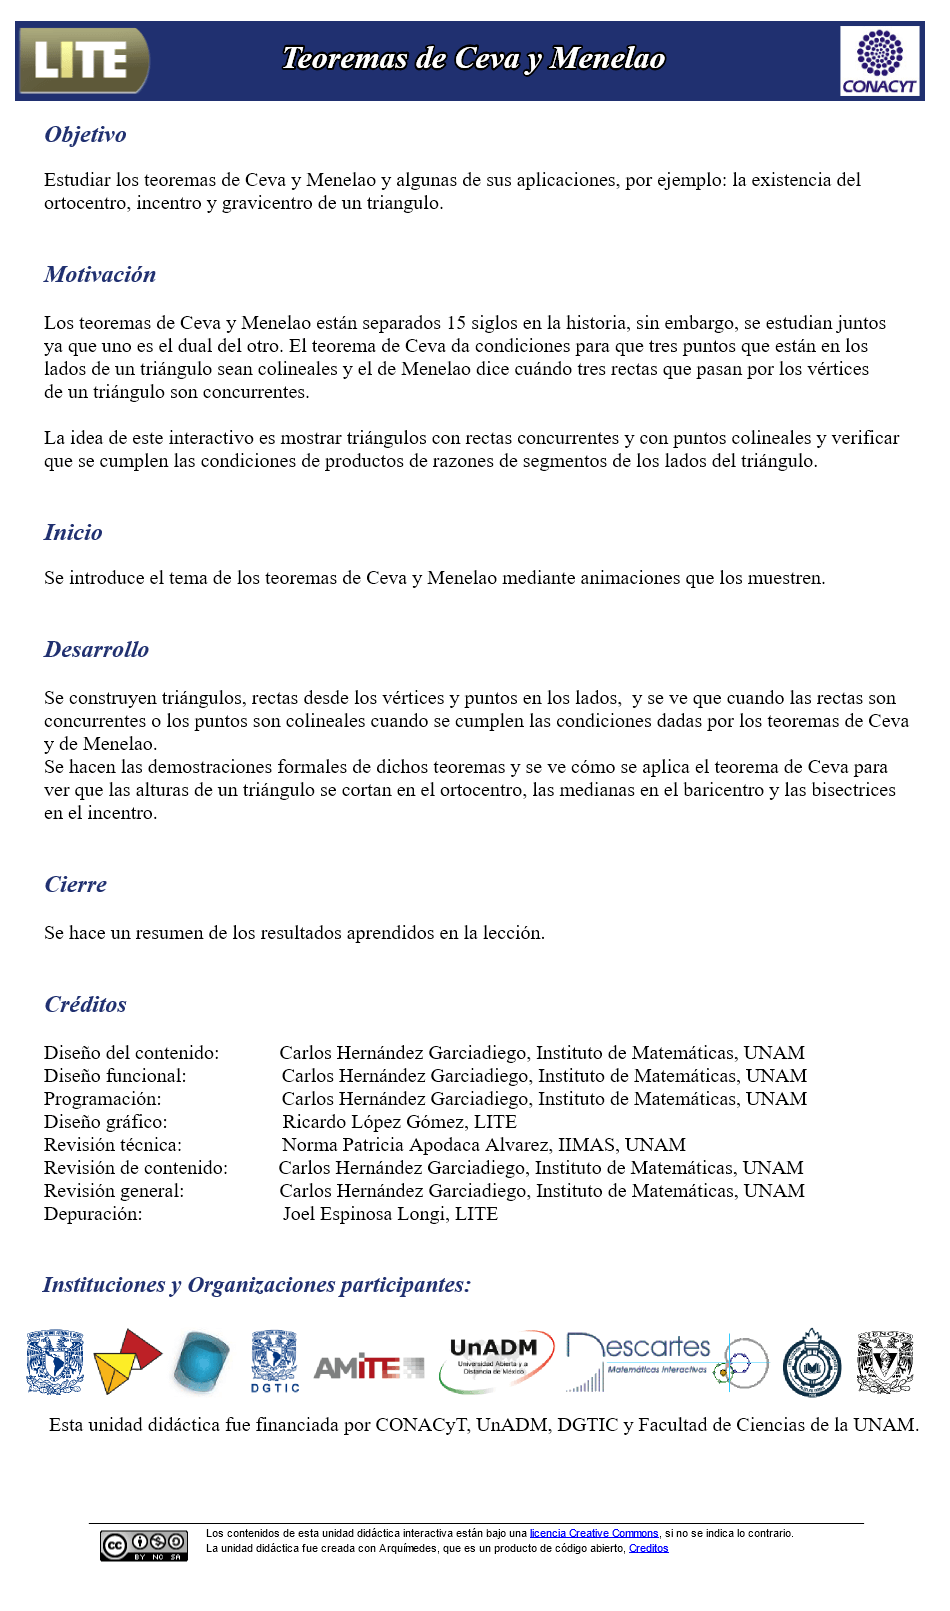 LITE
Teoremas de Ceva y Menelao
CONACYT
Objetivo
Estudiar los teoremas de Ceva y Menelao y algunas de sus aplicaciones, por ejemplo: la existencia del
ortocentro, incentro y gravicentro de un triangulo.
Motivación
Los teoremas de Ceva y Menelao están separados 15 siglos en la historia, sin embargo, se estudian juntos
ya que uno es el dual del otro. El teorema de Ceva da condiciones para que tres puntos que están en los
lados de un triángulo sean colineales y el de Menelao dice cuándo tres rectas que pasan por los vértices
de un triángulo son concurrentes.
La idea de este interactivo es mostrar triángulos con rectas concurrentes y con puntos colineales y verificar
que se cumplen las condiciones de productos de razones de segmentos de los lados del triángulo.
Inicio
Se introduce el tema de los teoremas de Ceva y Menelao mediante animaciones que los muestren.
Desarrollo
Se construyen triángulos, rectas desde los vértices y puntos en los lados,  y se ve que cuando las rectas son
concurrentes o los puntos son colineales cuando se cumplen las condiciones dadas por los teoremas de Ceva
y de Menelao.
Se hacen las demostraciones formales de dichos teoremas y se ve cómo se aplica el teorema de Ceva para
ver que las alturas de un triángulo se cortan en el ortocentro, las medianas en el baricentro y las bisectrices
en el incentro.
Cierre
Se hace un resumen de los resultados aprendidos en la lección.
Créditos
Diseño del contenido: Carlos Hernández Garciadiego, Instituto de Matemáticas, UNAM
Diseño funcional: Carlos Hernández Garciadiego, Instituto de Matemáticas, UNAM
Programación: Carlos Hernández Garciadiego, Instituto de Matemáticas, UNAM
Diseño gráfico: Ricardo López Gómez, LITE
Revisión técnica: Norma Patricia Apodaca Alvarez, IIMAS, UNAM
Revisión de contenido: Carlos Hernández Garciadiego, Instituto de Matemáticas, UNAM
Revisión general: Carlos Hernández Garciadiego, Instituto de Matemáticas, UNAM
Depuración: Joel Espinosa Longi, LITE
Instituciones y Organizaciones participantes:
DGTIC
AMITE
UnADM
Universidad Abierta y a
Distancia de México
Descartes
Matemáticas Interactivas
CIENCIAS
Esta unidad didáctica fue financiada por CONACyT, UnADM, DGTIC y Facultad de Ciencias de la UNAM.
cc
BY NC SA
Los contenidos de esta unidad didáctica interactiva están bajo una licencia Creative Commons, si no se indica lo contrario.
La unidad didáctica fue creada con Arquímedes, que es un producto de código abierto, Creditos